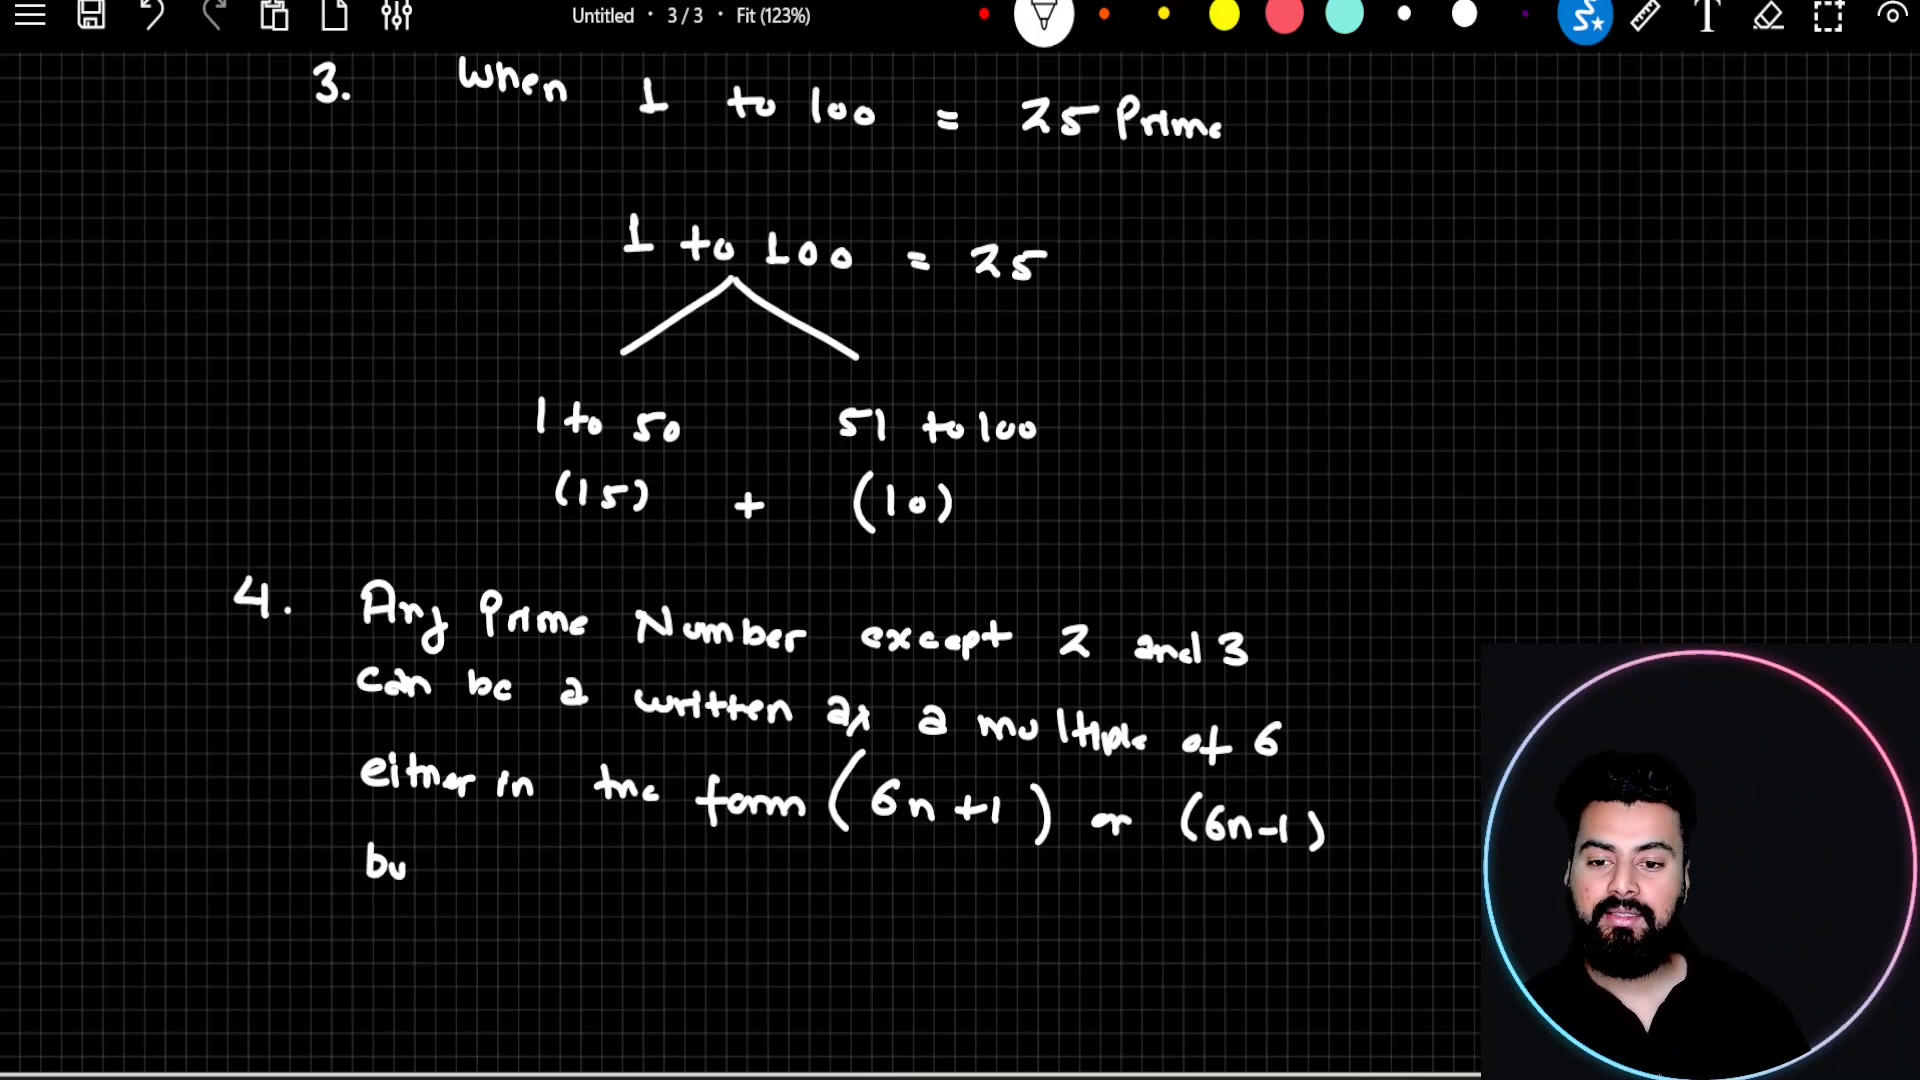 Untitled · 3 / 3 · Fit (123%)
T
3. When 1 to 100 = 25 Prime
1 to 100 = 25
1 to 50 51 to 100
(15) + (10)
4. Any Prime Number except 2 and 3
can be a written as a multiple of 6
either in the form (6n+1) or (6n-1)
bu